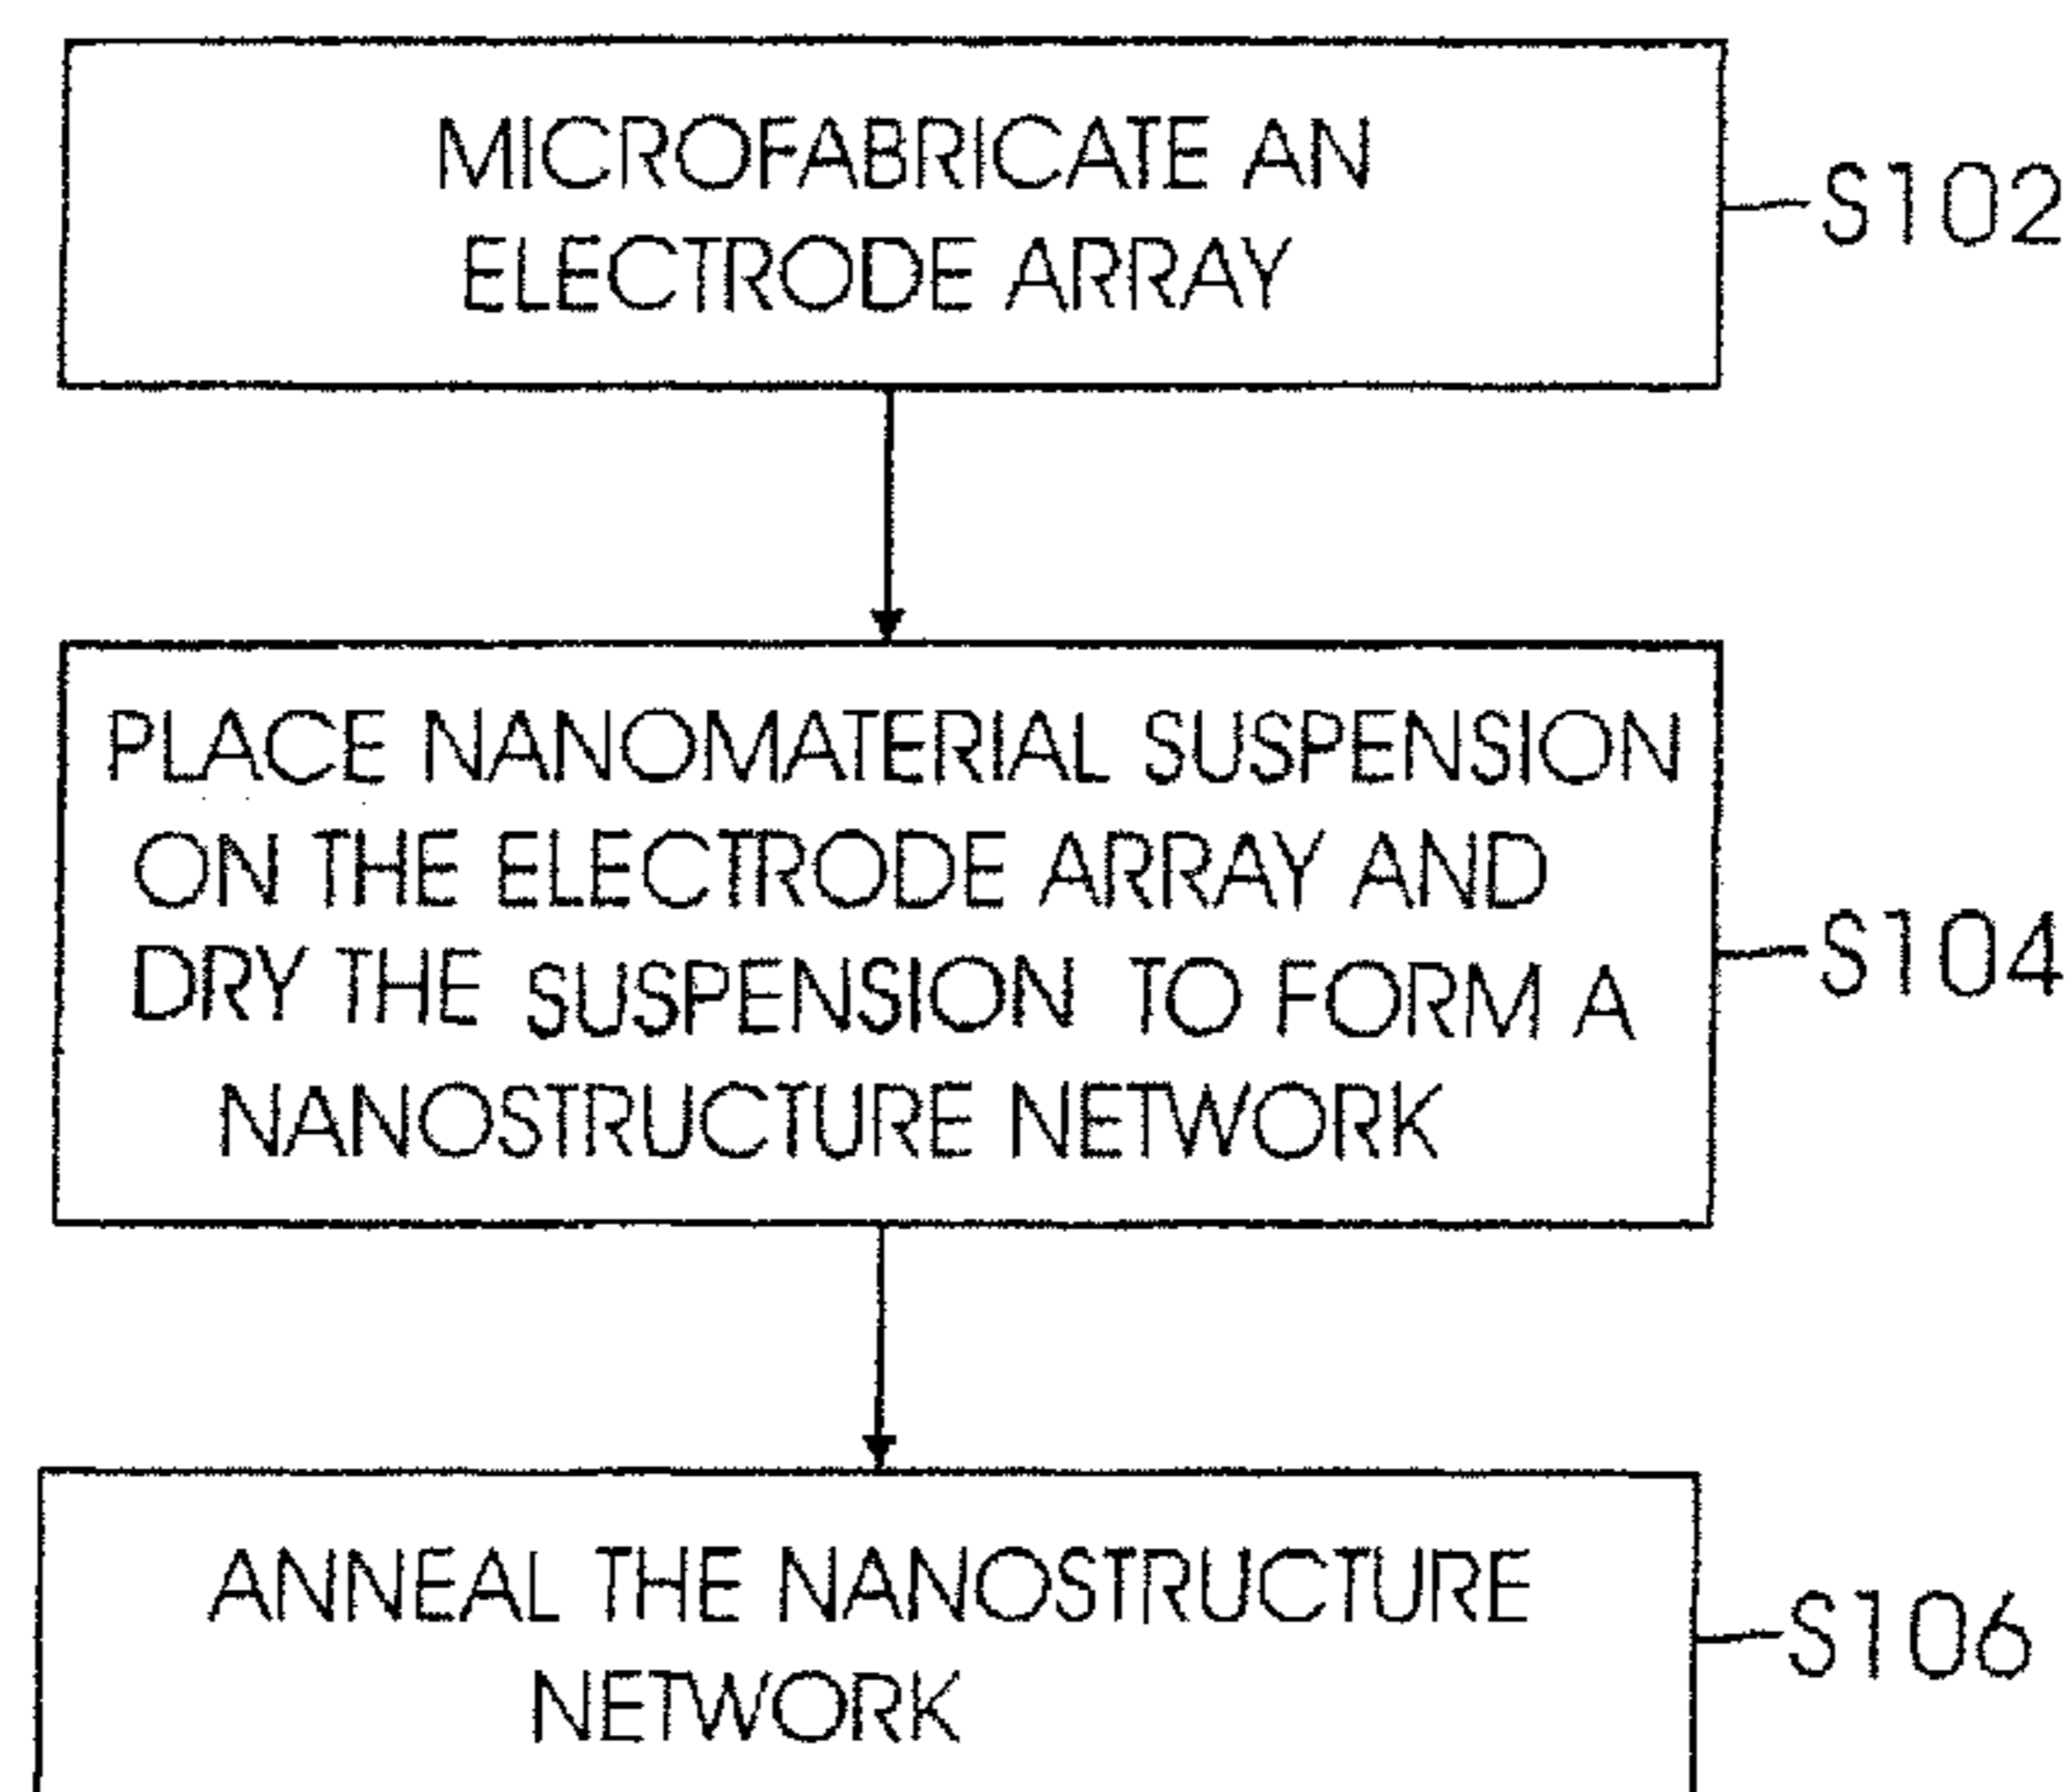 MICROFABRICATE AN
ELECTRODE ARRAY
S102
PLACE NANOMATERIAL SUSPENSION
ON THE ELECTRODE ARRAY AND
DRY THE SUSPENSION TO FORM A
NANOSTRUCTURE NETWORK
S104
ANNEAL THE NANOSTRUCTURE
NETWORK
S106